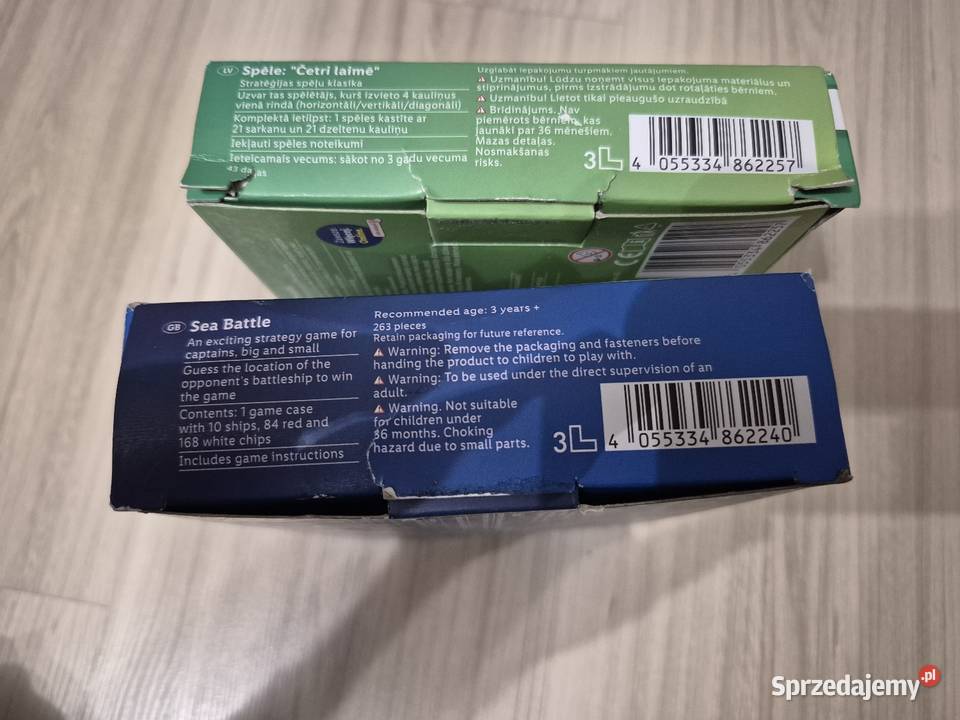 LV Spēle: "Četri laimē"
Stratēģijas spēļu klasika
Uzvar tas spēlētājs, kurš izvieto 4 kauliņus
vienā rindā (horizontāli/vertikāli/diagonāli)
Komplektā ietilpst: 1 spēles kastīte ar
21 sarkanu un 21 dzeltenu kauliņu
Iekļauti spēles noteikumi
Ieteicamais vecums: sākot no 3 gadu vecuma
43 daļas
Uzglabāt iepakojumu turpmākiem jautājumiem.
Uzmanību! Lūdzu noņemt visus iepakojuma materiālus un
stiprinājumus, pirms izstrādājumu dot rotaļāties bērniem.
Uzmanību! Lietot tikai pieaugušo uzraudzībā
Brīdinājums. Nav
piemērots bērniem, kas
jaunāki par 36 mēnešiem.
Mazas detaļas.
Nosmakšanas
risks.
3
4 055334 862257
CE
GB Sea Battle
An exciting strategy game for
captains, big and small
Guess the location of the
opponent's battleship to win
the game
Contents: 1 game case
with 10 ships, 84 red and
168 white chips
Includes game instructions
Recommended age: 3 years +
263 pieces
Retain packaging for future reference.
Warning: Remove the packaging and fasteners before
handing the product to children to play with.
Warning: To be used under the direct supervision of an
adult.
Warning. Not suitable
for children under
36 months. Choking
hazard due to small parts.
3
4 055334 862240
Sprzedajemy.pl